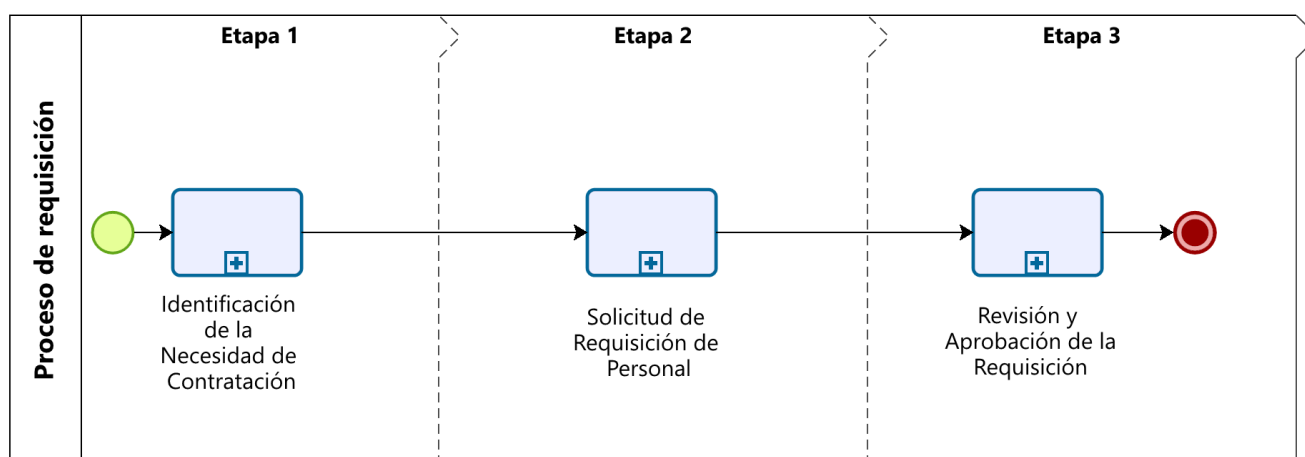 Etapa 1
Etapa 2
Etapa 3
Proceso de requisición
Identificación
de la
Necesidad de
Contratación
Solicitud de
Requisición de
Personal
Revisión y
Aprobación de la
Requisición